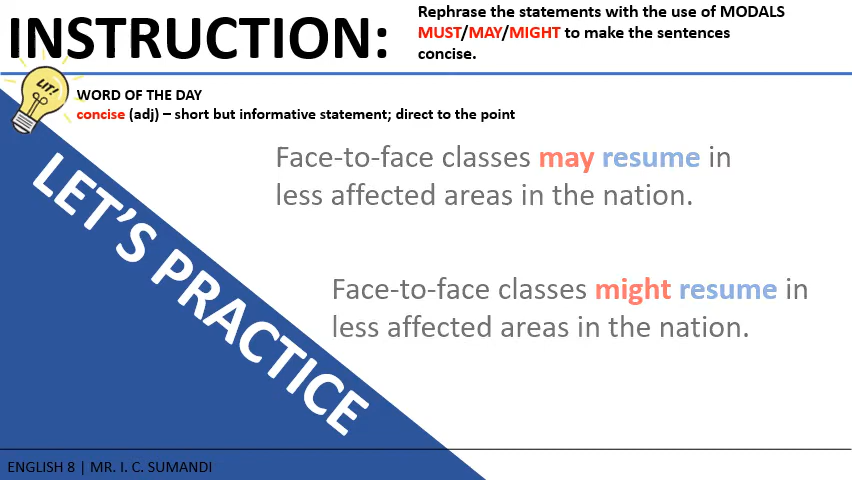 INSTRUCTION:
Rephrase the statements with the use of MODALS
MUST/MAY/MIGHT to make the sentences
concise.
LIT!
WORD OF THE DAY
concise (adj) – short but informative statement; direct to the point
LET'S PRACTICE
Face-to-face classes may resume in
less affected areas in the nation.
Face-to-face classes might resume in
less affected areas in the nation.
ENGLISH 8 | MR. I. C. SUMANDI